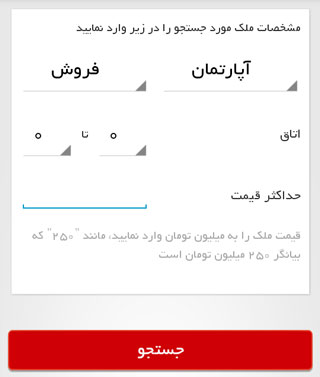 مشخصات ملک مورد جستجو را در زیر وارد نمایید
آپارتمان فروش
اتاق ۰ تا ۰
حداکثر قیمت
قیمت ملک را به میلیون تومان وارد نمایید، مانند "۲۵۰" که
بیانگر ۲۵۰ میلیون تومان است
جستجو